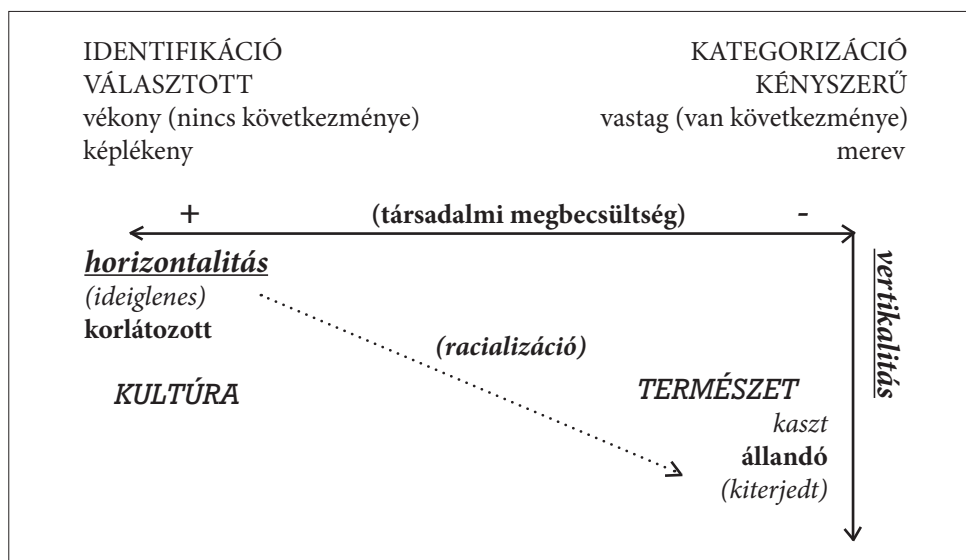 IDENTIFIKÁCIÓ
VÁLASZTOTT
vékony (nincs következménye)
képlékeny
KATEGORIZÁCIÓ
KÉNYSZERŰ
vastag (van következménye)
merev
+ (társadalmi megbecsültség) -
horizontalitás
(ideiglenes)
korlátozott
vertikalitás
(racializáció)
KULTÚRA
TERMÉSZET
kaszt
állandó
(kiterjedt)